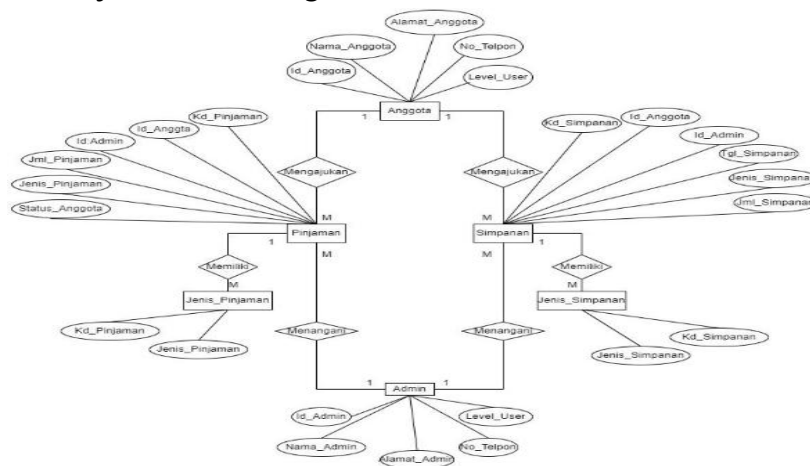 Alamat_Anggota
Nama_Anggota
No_Telpon
Id_Anggota
Level_User
Anggota
1
1
Kd_Pinjaman
Id_Anggta
Id Admin
Jml_Pinjaman
Jenis_Pinjaman
Status_Anggota
Kd_Simpanan
Id_Anggota
Id_Admin
Tgl_Simpanan
Jenis_Simpanan
Jml_Simpanan
Mengajukan
Mengajukan
M
M
Pinjaman
Simpanan
1
M
M
1
Memiliki
Memiliki
M
M
Jenis_Pinjaman
Jenis_Simpanan
Kd_Pinjaman
Jenis_Pinjaman
Menangani
Menangani
Kd_Simpanan
Jenis_Simpanan
1
1
Admin
Id_Admin
Level_User
Nama_Admin
No_Telpon
Alamat_Admin